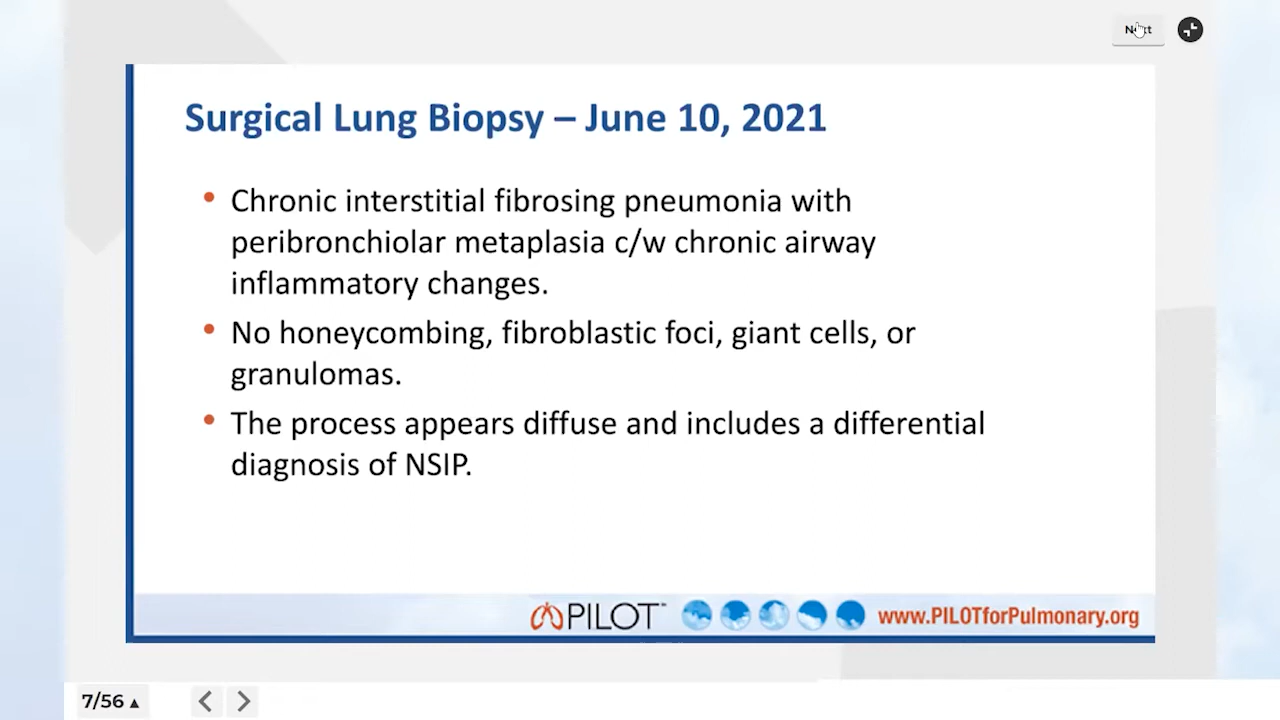 Surgical Lung Biopsy – June 10, 2021
• Chronic interstitial fibrosing pneumonia with
peribronchiolar metaplasia c/w chronic airway
inflammatory changes.
• No honeycombing, fibroblastic foci, giant cells, or
granulomas.
• The process appears diffuse and includes a differential
diagnosis of NSIP.
PILOT™ www.PILOTforPulmonary.org
7/56 ▲